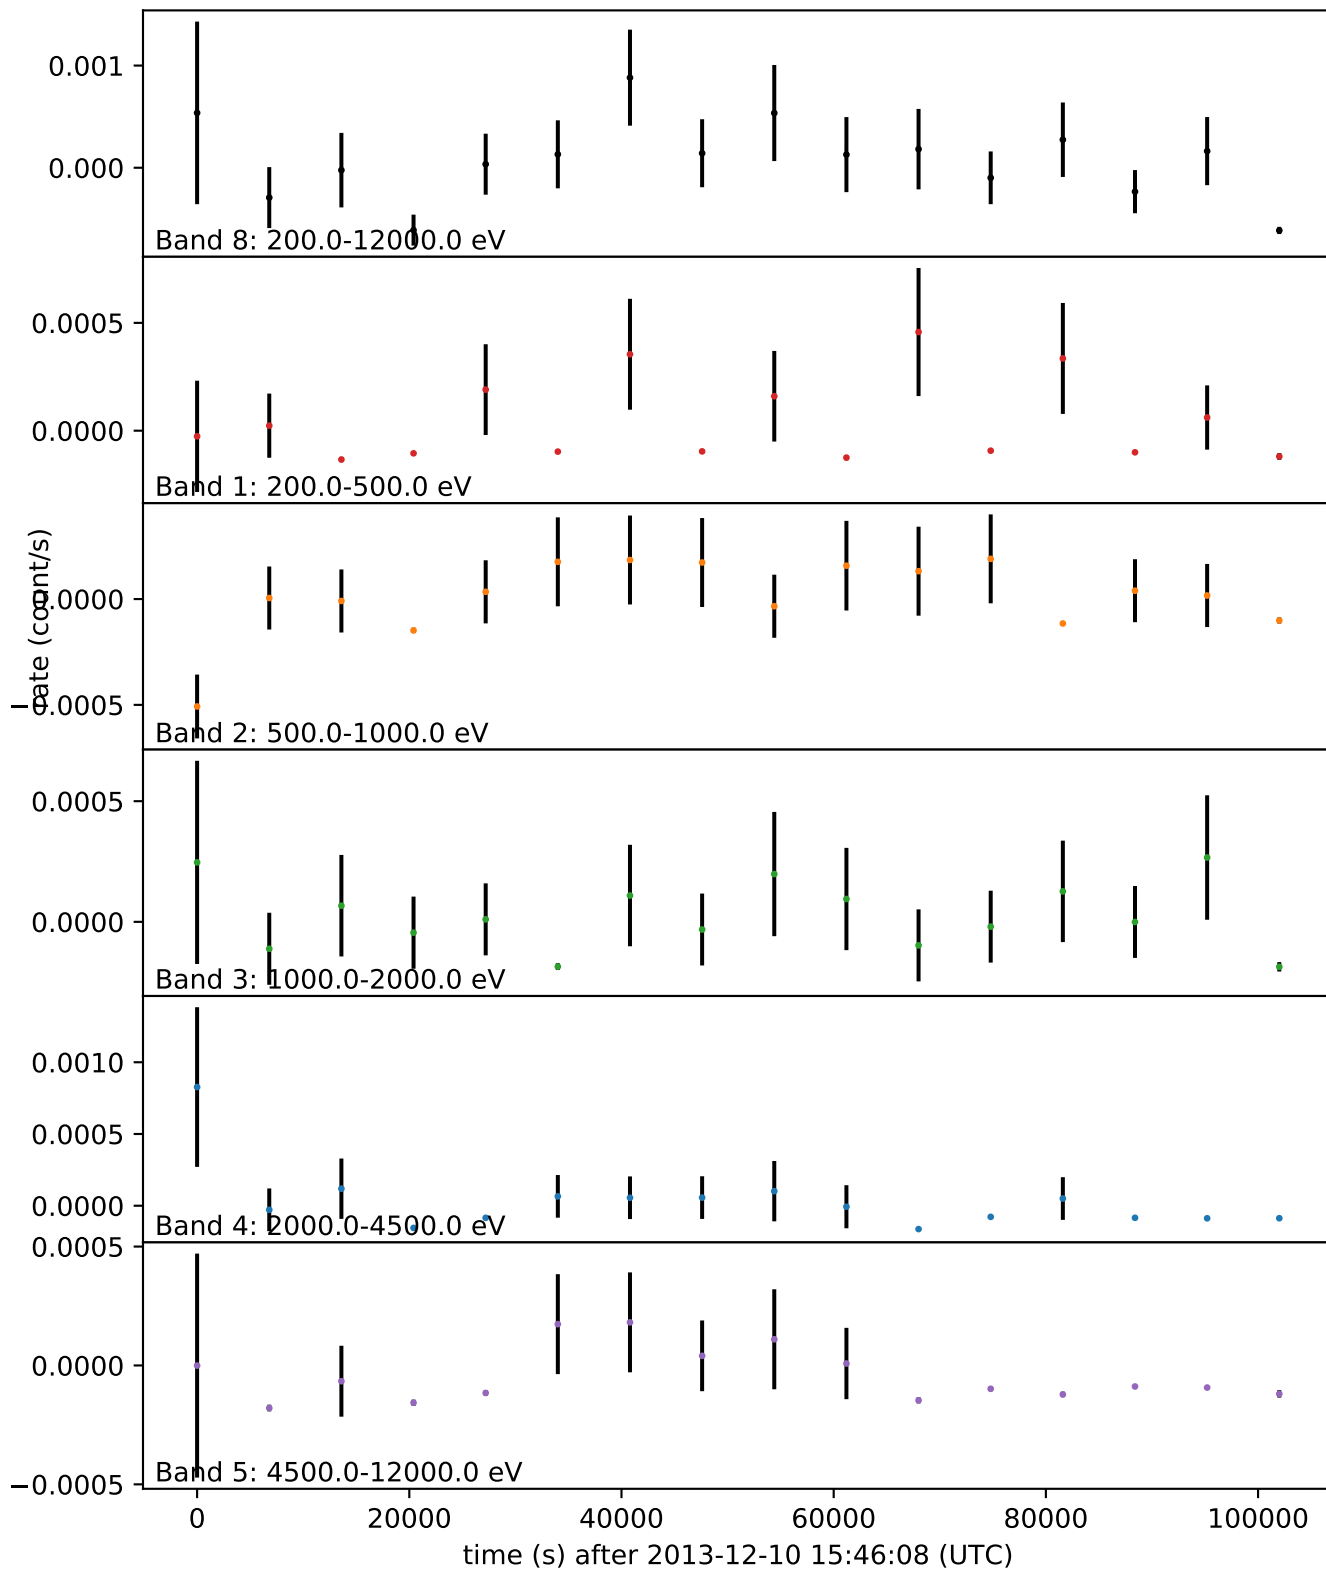 0.001
0.000
Band 8: 200.0-12000.0 eV
0.0005
0.0000
Band 1: 200.0-500.0 eV
rate (count/s)
0.0000
−0.0005
Band 2: 500.0-1000.0 eV
0.0005
0.0000
Band 3: 1000.0-2000.0 eV
0.0010
0.0005
0.0000
Band 4: 2000.0-4500.0 eV
0.0005
0.0000
−0.0005
Band 5: 4500.0-12000.0 eV
0 20000 40000 60000 80000 100000
time (s) after 2013-12-10 15:46:08 (UTC)